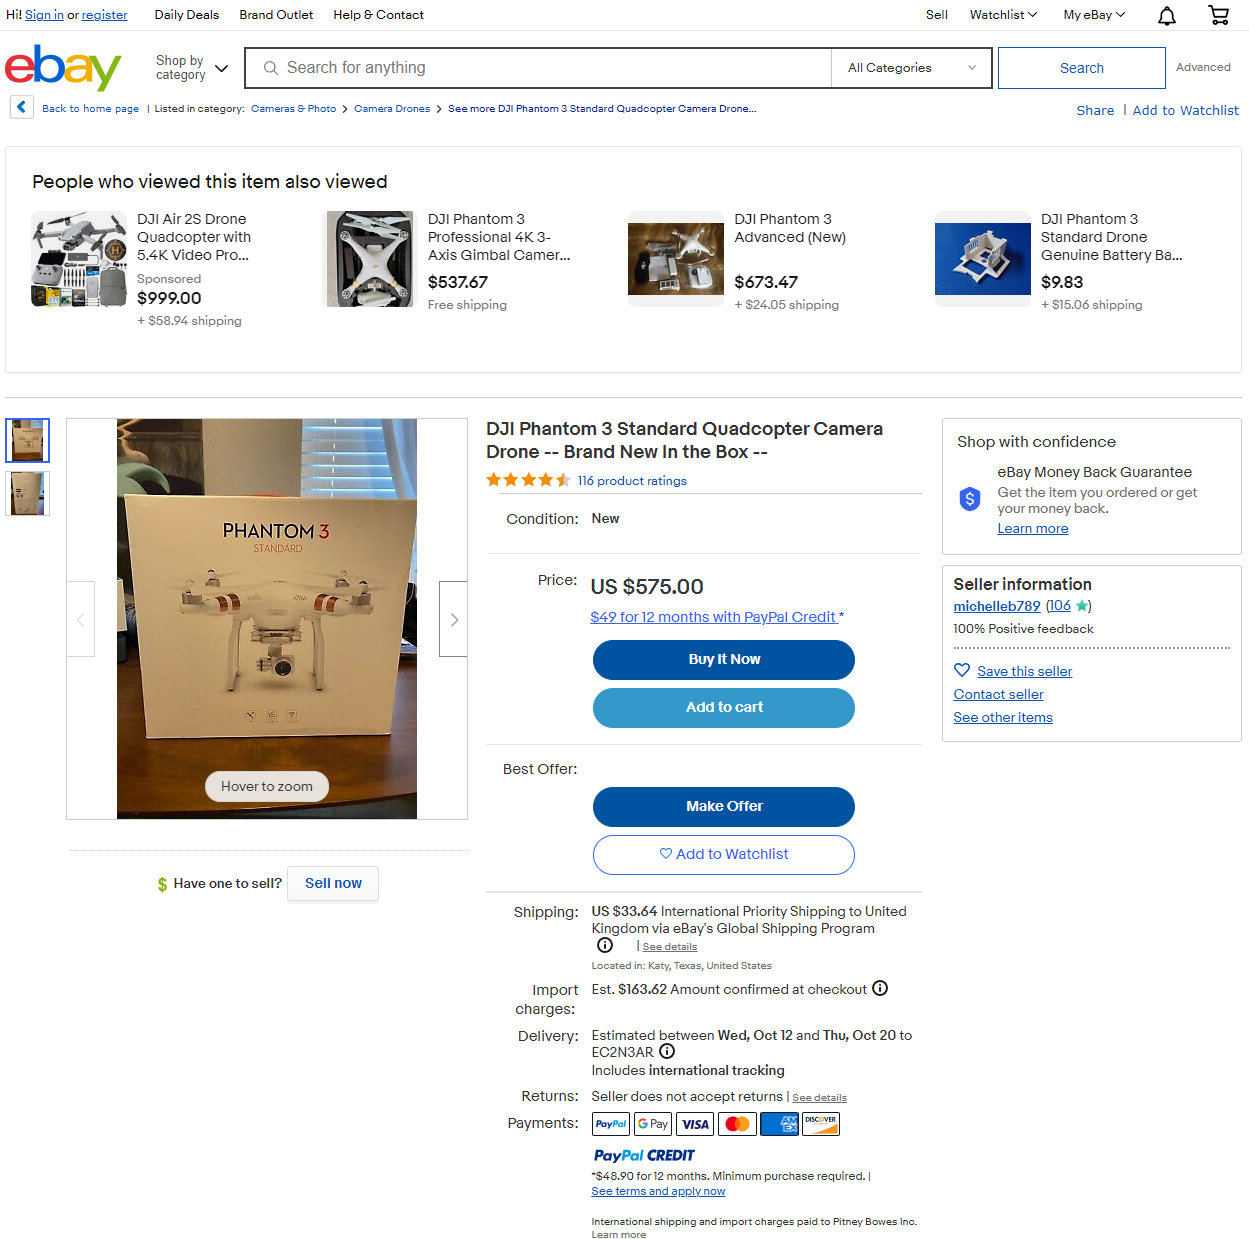 Hi! Sign in or register Daily Deals Brand Outlet Help & Contact Sell Watchlist My eBay
ebay
Shop by
category
Search for anything
All Categories
Search
Advanced
Back to home page | Listed in category: Cameras & Photo > Camera Drones > See more DJI Phantom 3 Standard Quadcopter Camera Drone...
Share | Add to Watchlist
People who viewed this item also viewed
DJI Air 2S Drone
Quadcopter with
5.4K Video Pro...
Sponsored
$999.00
+ $58.94 shipping
DJI Phantom 3
Professional 4K 3-
Axis Gimbal Camer...
$537.67
Free shipping
DJI Phantom 3
Advanced (New)
$673.47
+ $24.05 shipping
DJI Phantom 3
Standard Drone
Genuine Battery Ba...
$9.83
+ $15.06 shipping
PHANTOM 3
STANDARD
Hover to zoom
$ Have one to sell? Sell now
DJI Phantom 3 Standard Quadcopter Camera
Drone -- Brand New In the Box --
116 product ratings
Condition: New
Price: US $575.00
$49 for 12 months with PayPal Credit *
Buy It Now
Add to cart
Best Offer:
Make Offer
Add to Watchlist
Shipping: US $33.64 International Priority Shipping to United
Kingdom via eBay's Global Shipping Program
| See details
Located in: Katy, Texas, United States
Import
charges:
Est. $163.62 Amount confirmed at checkout
Delivery: Estimated between Wed, Oct 12 and Thu, Oct 20 to
EC2N3AR
Includes international tracking
Returns: Seller does not accept returns | See details
Payments: PayPal G Pay VISA AMEX DISCOVER
PayPal CREDIT
*$48.90 for 12 months. Minimum purchase required. |
See terms and apply now
International shipping and import charges paid to Pitney Bowes Inc.
Learn more
Shop with confidence
eBay Money Back Guarantee
Get the item you ordered or get
your money back.
Learn more
Seller information
michelleb789 (106)
100% Positive feedback
Save this seller
Contact seller
See other items